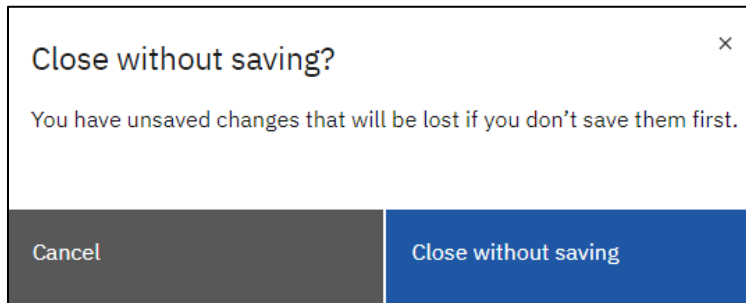 Close without saving?
×
You have unsaved changes that will be lost if you don’t save them first.
Cancel
Close without saving